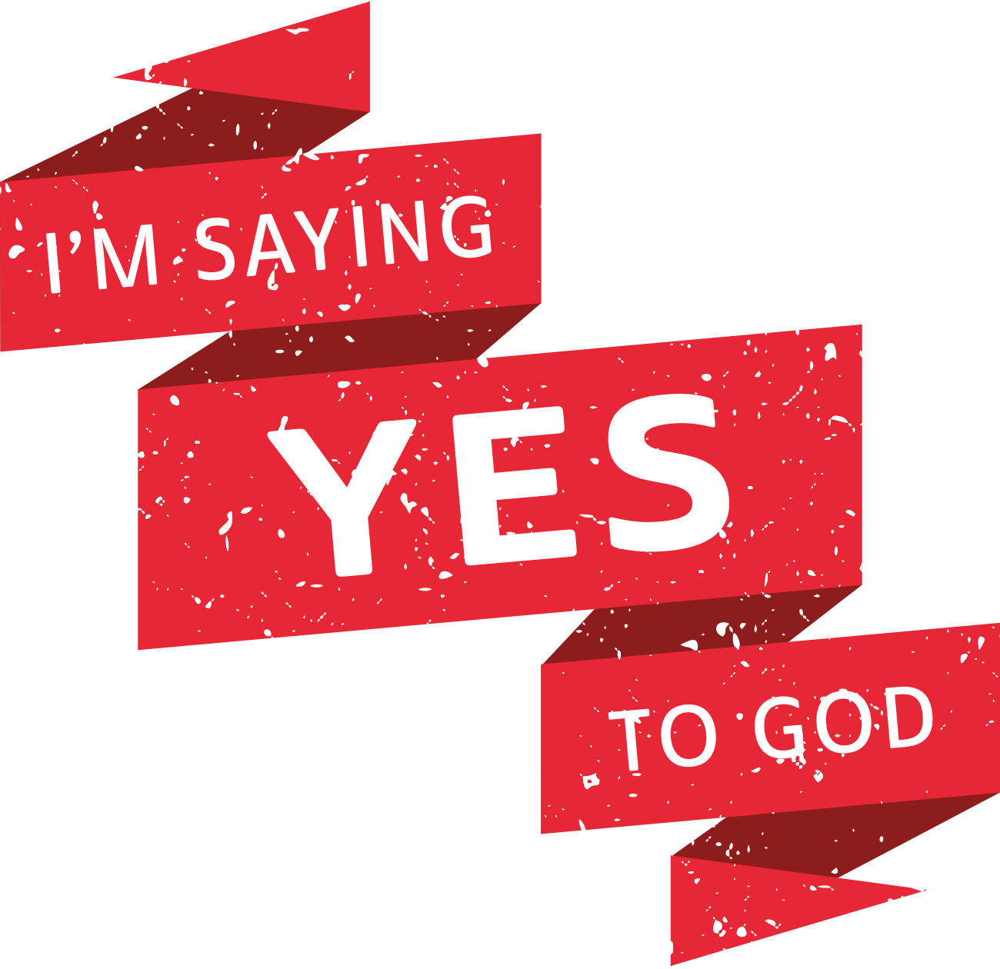 I’M SAYING
YES
TO GOD